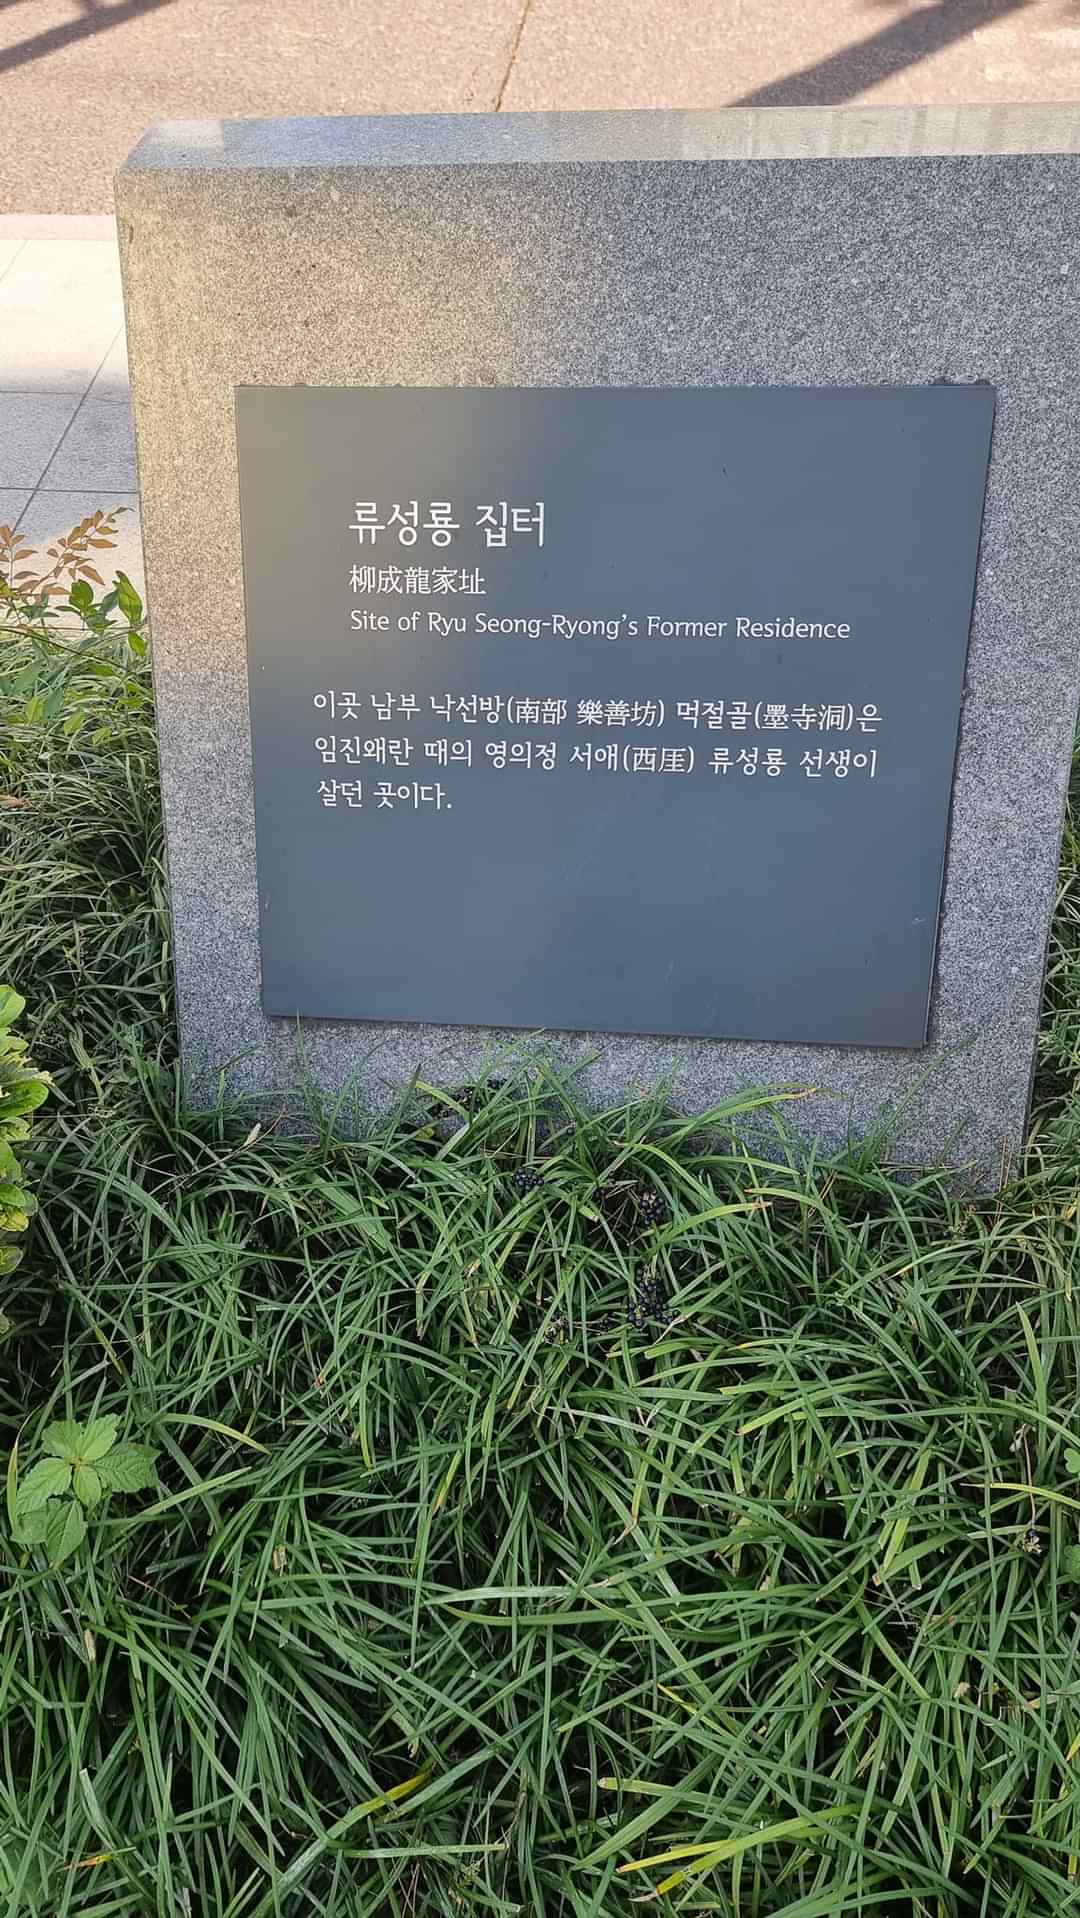 류성룡 집터
柳成龍家址
Site of Ryu Seong-Ryong's Former Residence
이곳 남부 낙선방(南部 樂善坊) 먹절골(墨寺洞)은
임진왜란 때의 영의정 서애(西厓) 류성룡 선생이
살던 곳이다.